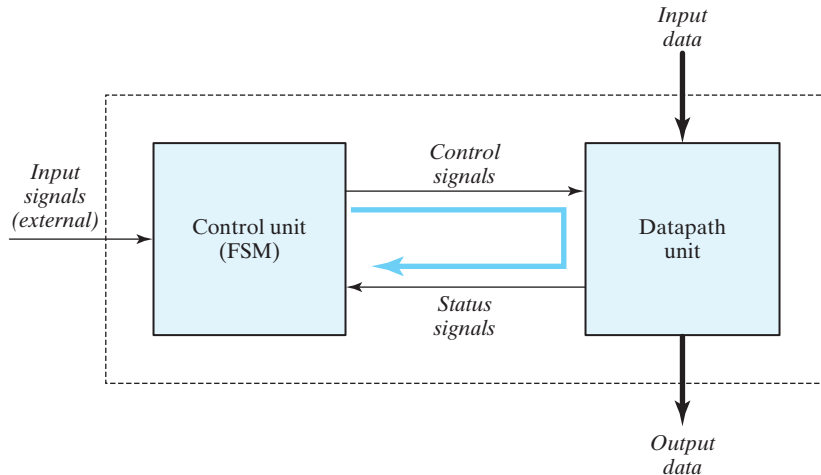 Input
data
Control
signals
Input
signals
(external)
Control unit
(FSM)
Datapath
unit
Status
signals
Output
data